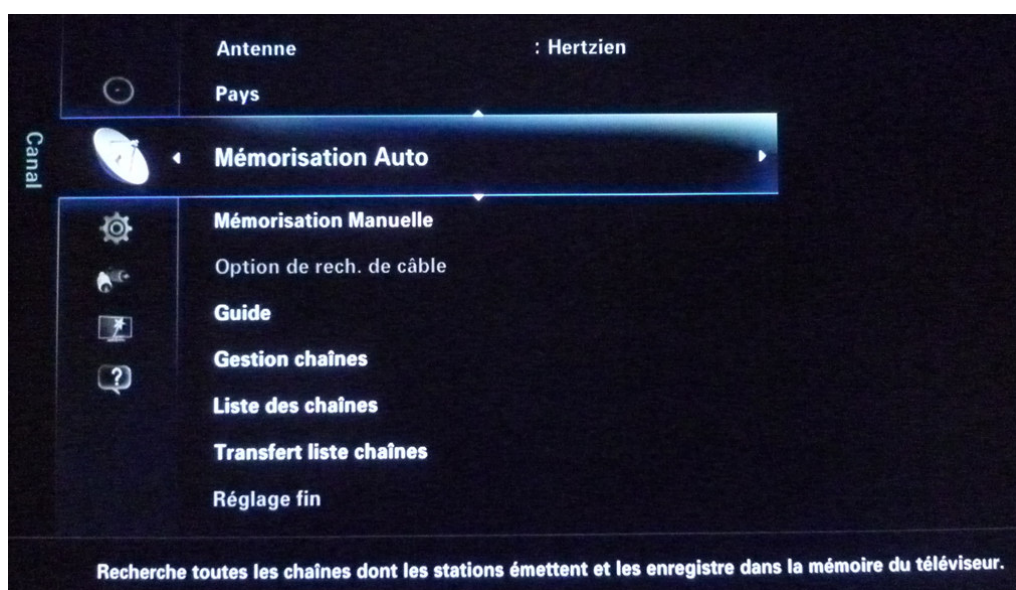 Antenne : Hertzien
Pays
Canal
Mémorisation Auto
Mémorisation Manuelle
Option de rech. de câble
Guide
Gestion chaînes
Liste des chaînes
Transfert liste chaînes
Réglage fin
Recherche toutes les chaînes dont les stations émettent et les enregistre dans la mémoire du téléviseur.